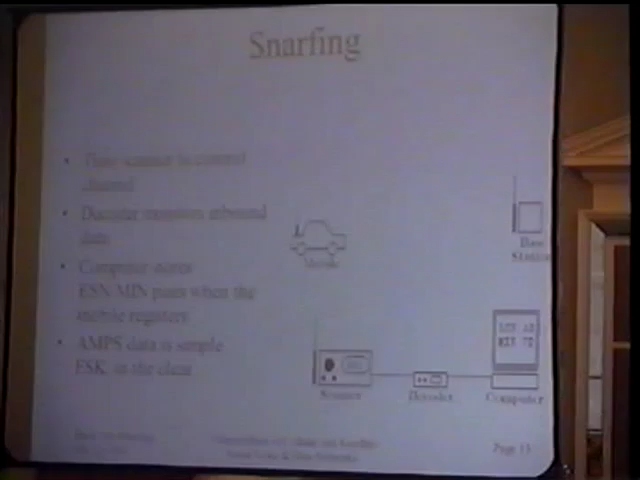 Snarfing
• Tune scanner to control
channel
• Decoder monitors inbound
data
• Computer stores
ESN MIN pairs when the
mobile registers
• AMPS data is simple
FSK, in the clear
Mobile
Base
Station
Scanner
Decoder
Computer
Page 13